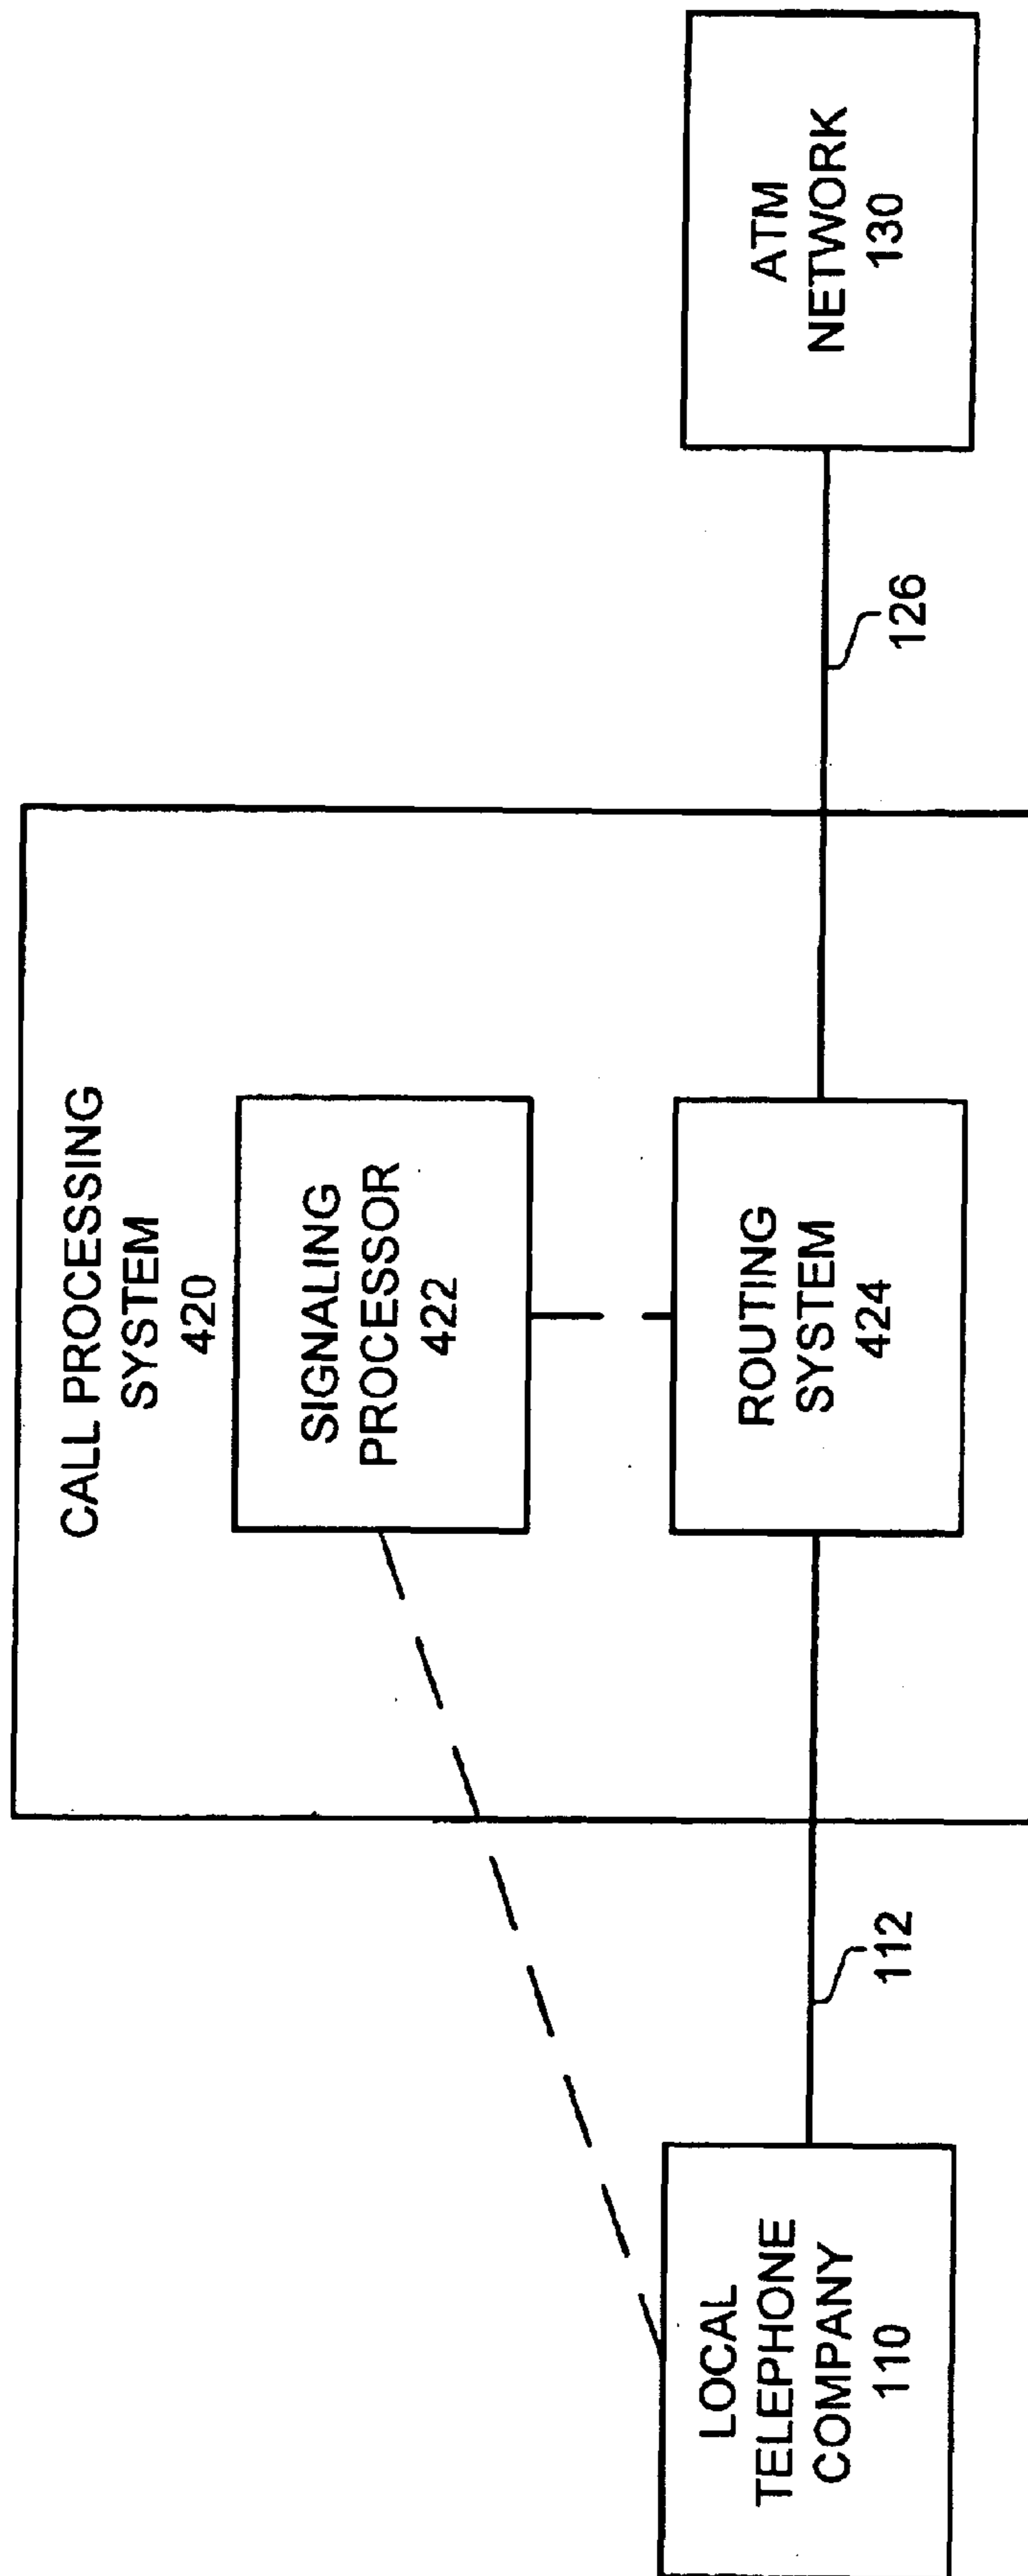 CALL PROCESSING
SYSTEM
420
SIGNALING
PROCESSOR
422
LOCAL
TELEPHONE
COMPANY
110
112
ROUTING
SYSTEM
424
126
ATM
NETWORK
130